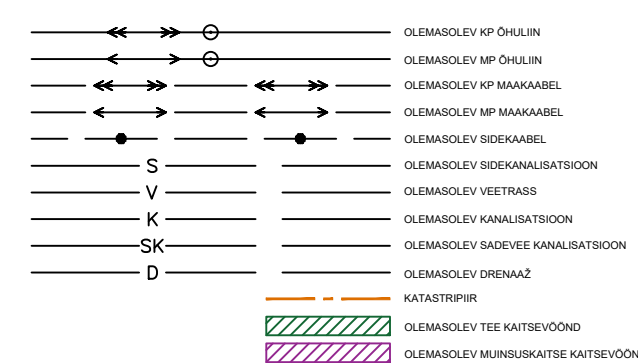 OLEMASOLEV KP ÕHULIIN
OLEMASOLEV MP ÕHULIIN
OLEMASOLEV KP MAAKAABEL
OLEMASOLEV MP MAAKAABEL
OLEMASOLEV SIDEKAABEL
S OLEMASOLEV SIDEKANALISATSIOON
V OLEMASOLEV VEETRASS
K OLEMASOLEV KANALISATSIOON
SK OLEMASOLEV SADEVEE KANALISATSIOON
D OLEMASOLEV DRENAAŽ
KATASTRIPIIR
OLEMASOLEV TEE KAITSEVÖÖND
OLEMASOLEV MUINSUSKAITSE KAITSEVÖÖN